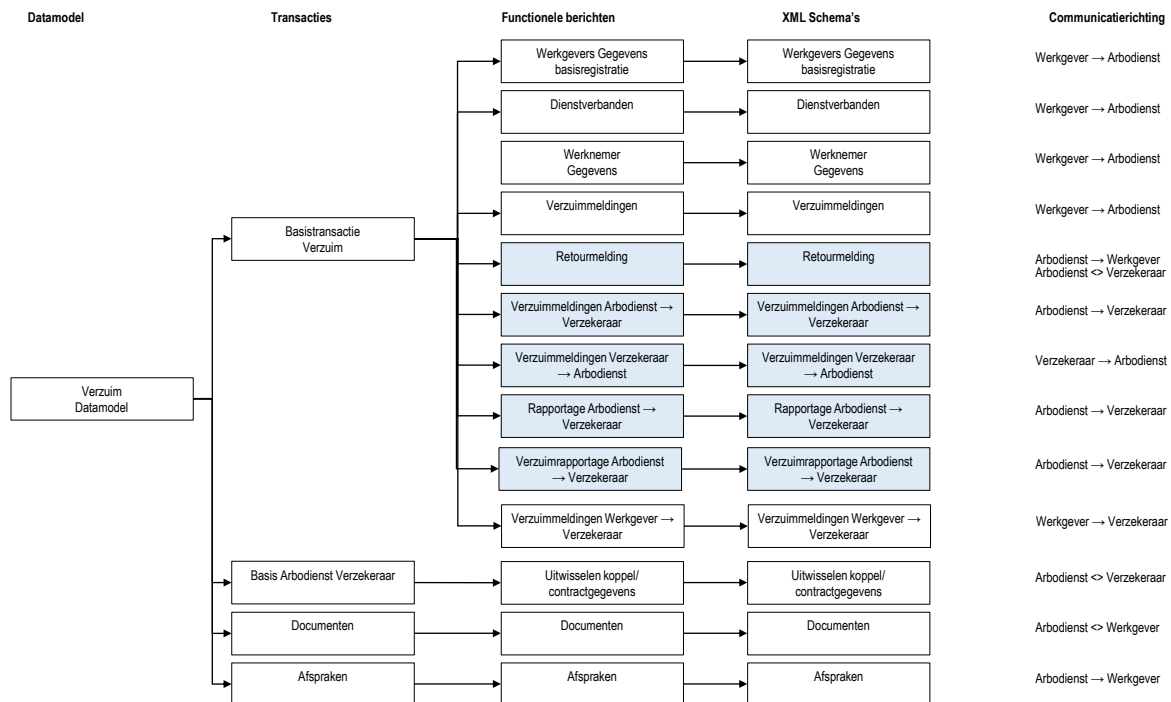 Datamodel
Transacties
Functionele berichten
XML Schema's
Communicatierichting
Werkgevers Gegevens
basisregistratie
Werkgevers Gegevens
basisregistratie
Werkgever → Arbodienst
Dienstverbanden
Dienstverbanden
Werkgever → Arbodienst
Werknemer
Gegevens
Werknemer
Gegevens
Werkgever → Arbodienst
Verzuimmeldingen
Verzuimmeldingen
Werkgever → Arbodienst
Basistransactie
Verzuim
Retourmelding
Retourmelding
Arbodienst → Werkgever
Arbodienst <> Verzekeraar
Verzuimmeldingen Arbodienst →
Verzekeraar
Verzuimmeldingen Arbodienst →
Verzekeraar
Arbodienst → Verzekeraar
Verzuimmeldingen Verzekeraar
→ Arbodienst
Verzuimmeldingen Verzekeraar
→ Arbodienst
Verzekeraar → Arbodienst
Verzuim
Datamodel
Rapportage Arbodienst →
Verzekeraar
Rapportage Arbodienst →
Verzekeraar
Arbodienst → Verzekeraar
Verzuimrapportage Arbodienst
→ Verzekeraar
Verzuimrapportage Arbodienst
→ Verzekeraar
Arbodienst → Verzekeraar
Verzuimmeldingen Werkgever →
Verzekeraar
Verzuimmeldingen Werkgever →
Verzekeraar
Werkgever → Verzekeraar
Basis Arbodienst Verzekeraar
Uitwisselen koppel/
contractgegevens
Uitwisselen koppel/
contractgegevens
Arbodienst <> Verzekeraar
Documenten
Documenten
Documenten
Arbodienst <> Werkgever
Afspraken
Afspraken
Afspraken
Arbodienst → Werkgever